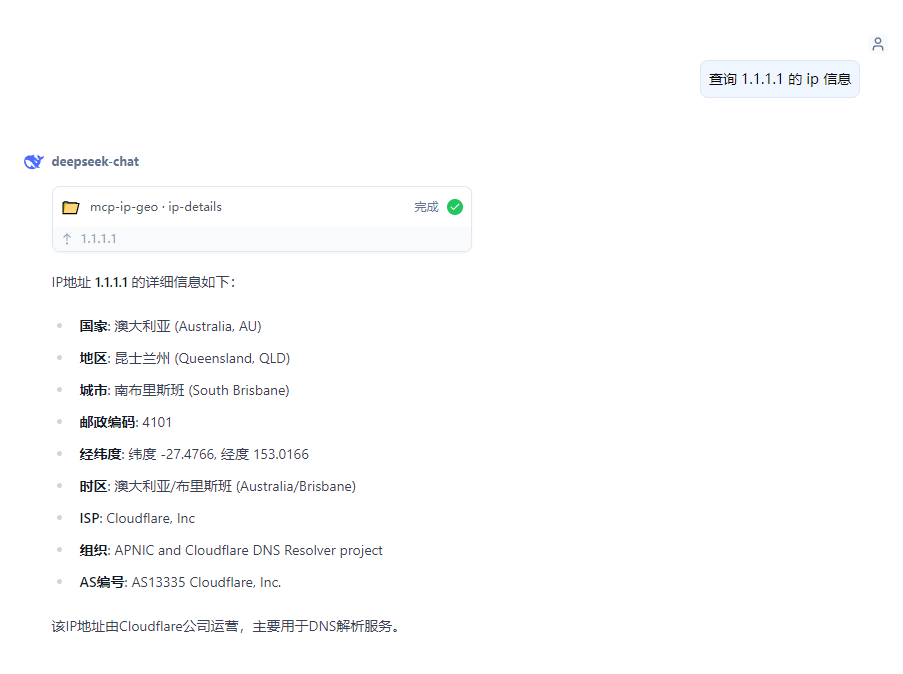 查询 1.1.1.1 的 ip 信息
deepseek-chat
mcp-ip-geo · ip-details 完成
1.1.1.1
IP地址 1.1.1.1 的详细信息如下：
国家: 澳大利亚 (Australia, AU)
地区: 昆士兰州 (Queensland, QLD)
城市: 南布里斯班 (South Brisbane)
邮政编码: 4101
经纬度: 纬度 -27.4766, 经度 153.0166
时区: 澳大利亚/布里斯班 (Australia/Brisbane)
ISP: Cloudflare, Inc
组织: APNIC and Cloudflare DNS Resolver project
AS编号: AS13335 Cloudflare, Inc.
该IP地址由Cloudflare公司运营，主要用于DNS解析服务。